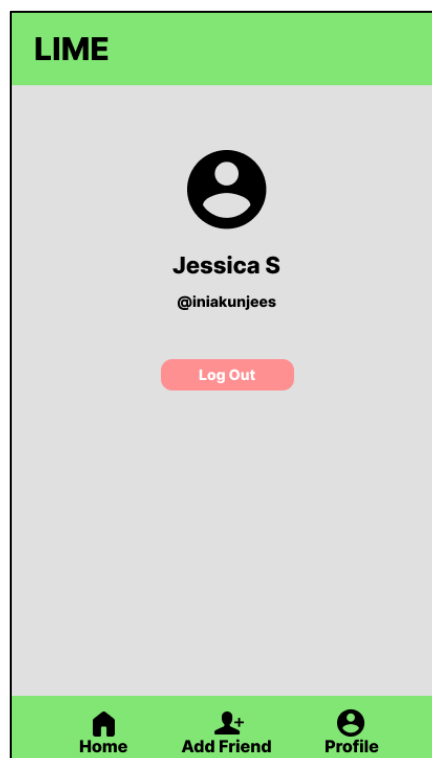 LIME
Jessica S
@iniakunjees
Log Out
Home Add Friend Profile